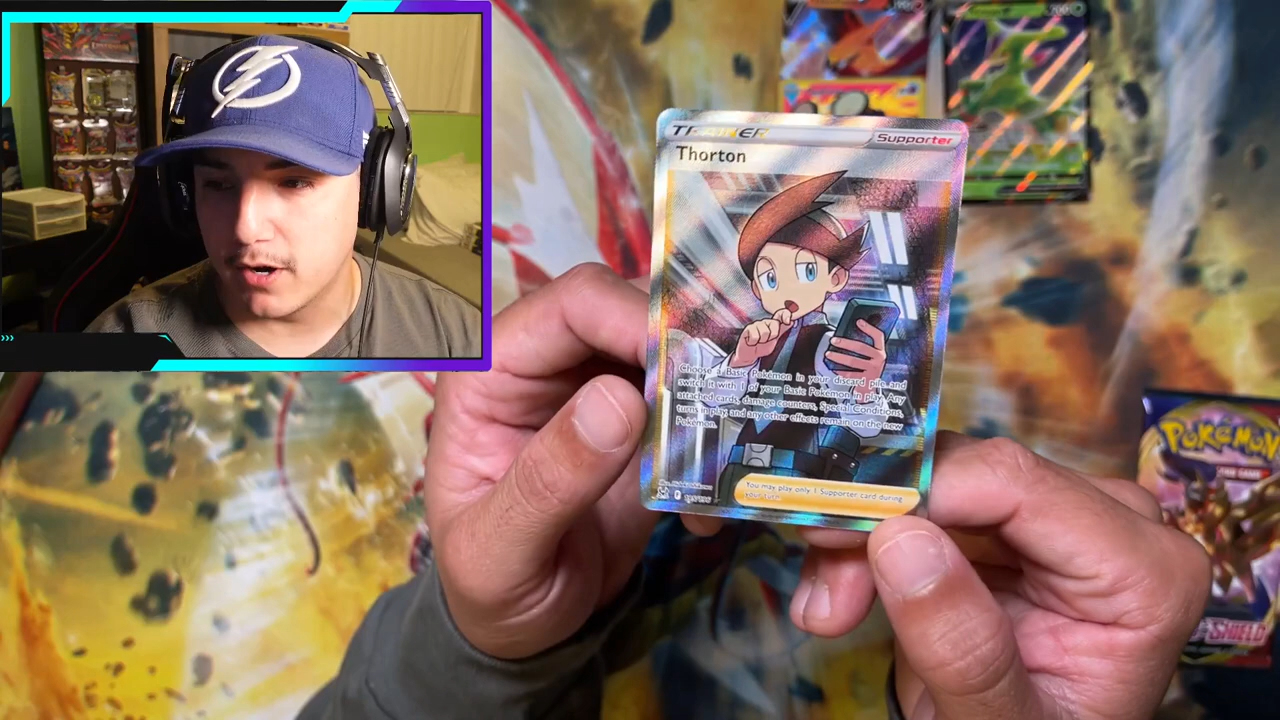 TRAINER
Supporter
Thorton
Choose a Basic Pokémon in your discard pile and
switch it with 1 of your Basic Pokémon in play. Any
attached cards, damage counters, Special Conditions,
turns in play, and any other effects remain on the new
Pokémon.
You may play only 1 Supporter card during
your turn.
POKÉMON
SHIELD